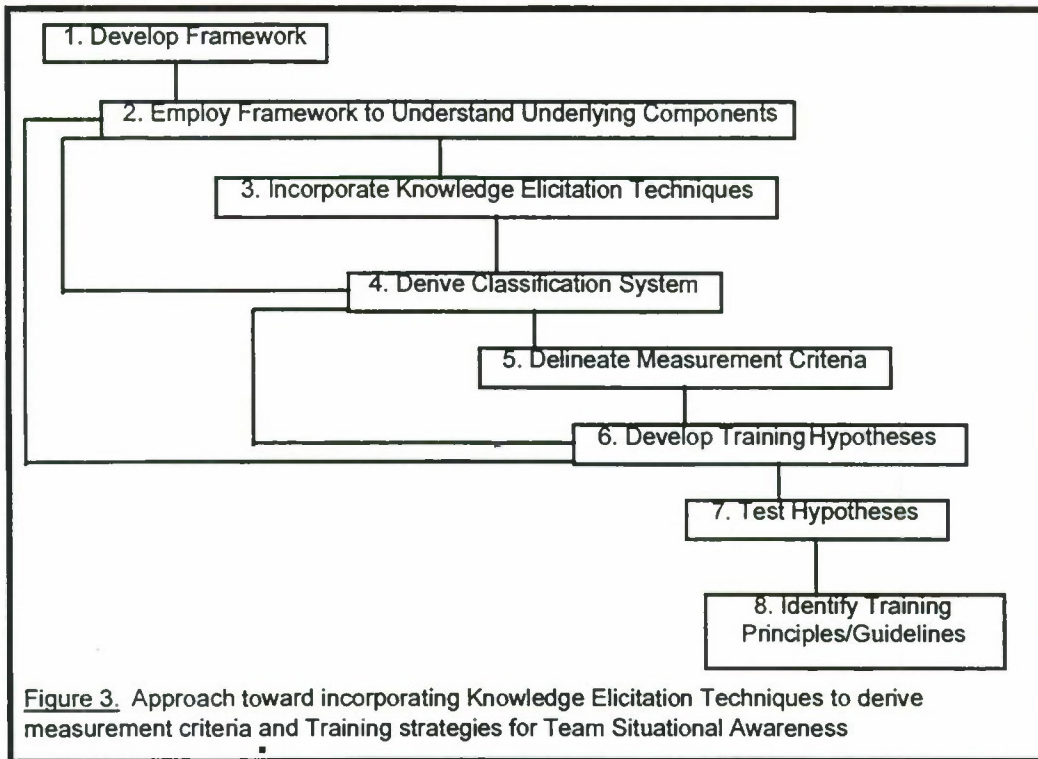 1. Develop Framework
2. Employ Framework to Understand Underlying Components
3. Incorporate Knowledge Elicitation Techniques
4. Derive Classification System
5. Delineate Measurement Criteria
6. Develop Training Hypotheses
7. Test Hypotheses
8. Identify Training
Principles/Guidelines
Figure 3. Approach toward incorporating Knowledge Elicitation Techniques to derive
measurement criteria and Training strategies for Team Situational Awareness